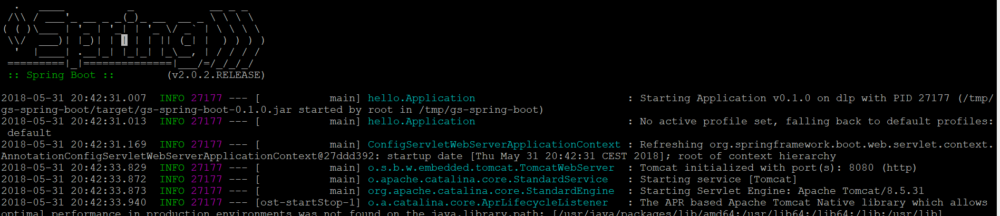 .   ____          _            __ _ _
 /\\ / ___'_ __ _ _(_)_ __  __ _ \ \ \ \
( ( )\___ | '_ | '_| | '_ \/ _` | \ \ \ \
 \\/  ___)| |_)| | | | | || (_| |  ) ) ) )
  '  |____| .__|_| |_|_| |_\__, | / / / /
 =========|_|==============|___/=/_/_/_/
 :: Spring Boot ::        (v2.0.2.RELEASE)
2018-05-31 20:42:31.007  INFO 27177 --- [           main] hello.Application                        : Starting Application v0.1.0 on dlp with PID 27177 (/tmp/
gs-spring-boot/target/gs-spring-boot-0.1.0.jar started by root in /tmp/gs-spring-boot)
2018-05-31 20:42:31.013  INFO 27177 --- [           main] hello.Application                        : No active profile set, falling back to default profiles:
 default
2018-05-31 20:42:31.169  INFO 27177 --- [           main] ConfigServletWebServerApplicationContext : Refreshing org.springframework.boot.web.servlet.context.
AnnotationConfigServletWebServerApplicationContext@27ddd392: startup date [Thu May 31 20:42:31 CEST 2018]; root of context hierarchy
2018-05-31 20:42:33.829  INFO 27177 --- [           main] o.s.b.w.embedded.tomcat.TomcatWebServer  : Tomcat initialized with port(s): 8080 (http)
2018-05-31 20:42:33.872  INFO 27177 --- [           main] o.apache.catalina.core.StandardService   : Starting service [Tomcat]
2018-05-31 20:42:33.873  INFO 27177 --- [           main] org.apache.catalina.core.StandardEngine  : Starting Servlet Engine: Apache Tomcat/8.5.31
2018-05-31 20:42:33.940  INFO 27177 --- [ost-startStop-1] o.a.catalina.core.AprLifecycleListener   : The APR based Apache Tomcat Native library which allows
optimal performance in production environments was not found on the java.library.path: [/usr/java/packages/lib/amd64:/usr/lib64:/lib64:/lib:/usr/lib]